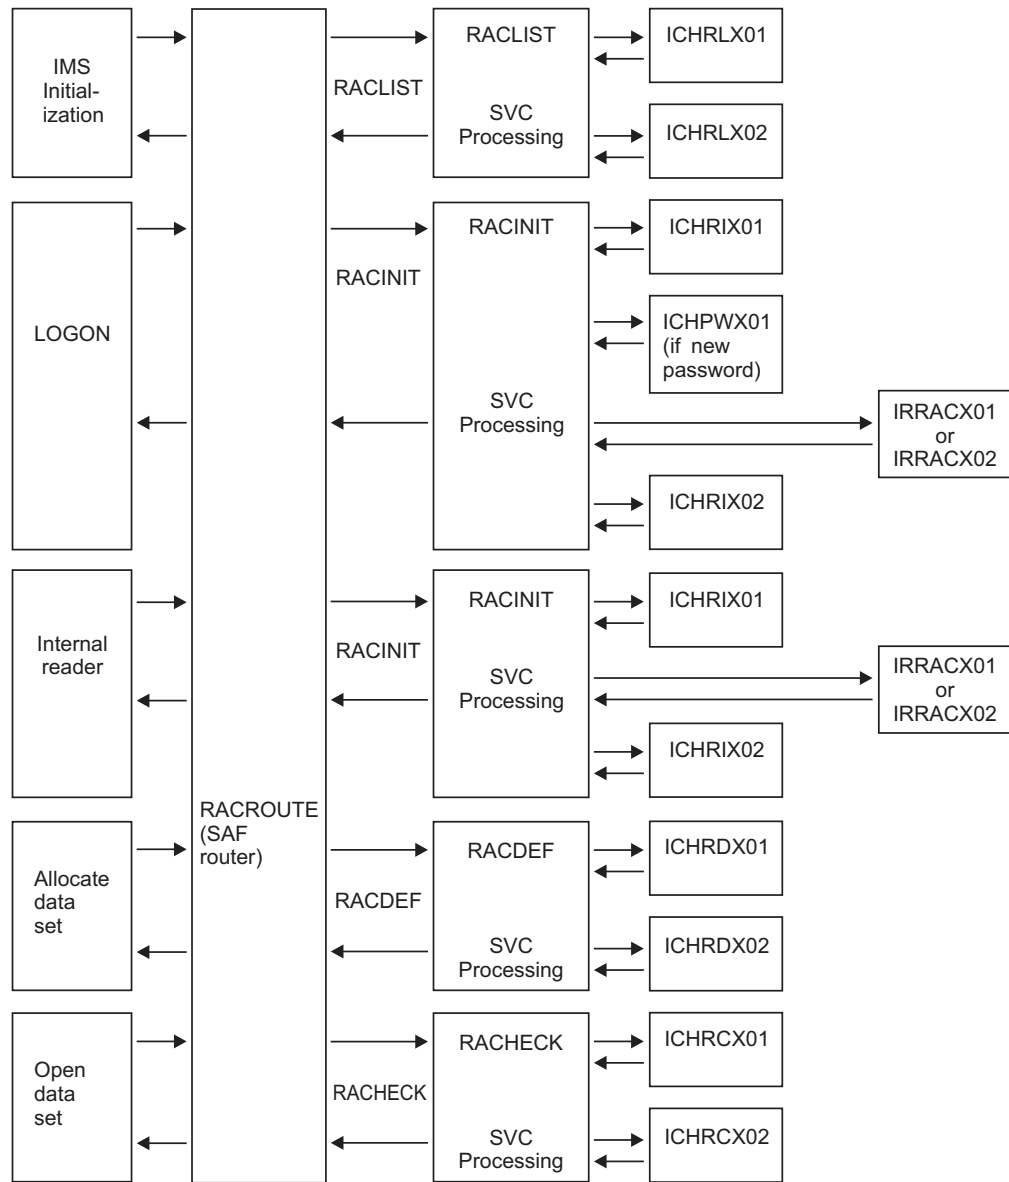 IMS
Initial-
ization
RACLIST
RACLIST
SVC
Processing
ICHRLX01
ICHRLX02
LOGON
RACINIT
RACINIT
SVC
Processing
ICHRIX01
ICHPWX01
(if new
password)
IRRACX01
or
IRRACX02
ICHRIX02
Internal
reader
RACINIT
RACINIT
SVC
Processing
ICHRIX01
IRRACX01
or
IRRACX02
ICHRIX02
RACROUTE
(SAF
router)
Allocate
data
set
RACDEF
RACDEF
SVC
Processing
ICHRDX01
ICHRDX02
Open
data
set
RACHECK
RACHECK
SVC
Processing
ICHRCX01
ICHRCX02